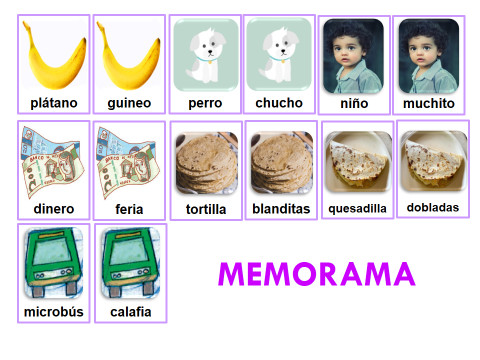 plátano guineo perro chucho niño muchito
dinero feria tortilla blanditas quesadilla dobladas
microbús calafia
MEMORAMA